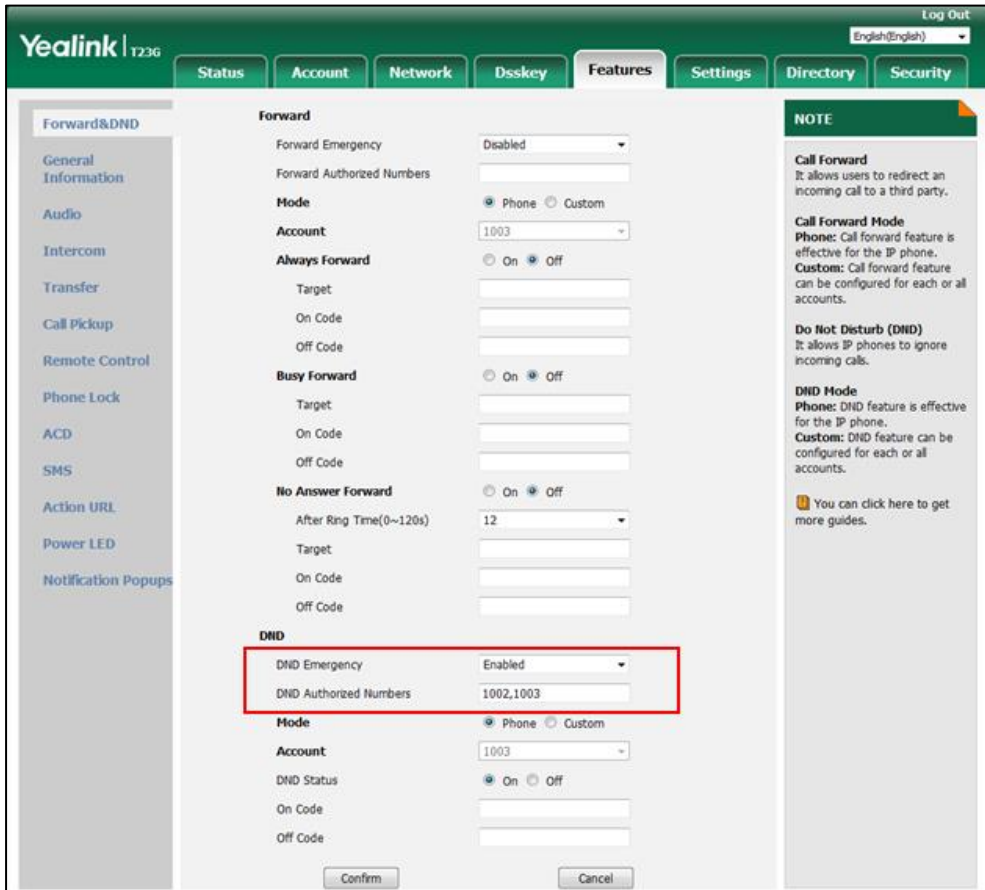 Log Out
Yealink | T23G
English(English)
Status Account Network Dsskey Features Settings Directory Security
Forward&DND
General
Information
Audio
Intercom
Transfer
Call Pickup
Remote Control
Phone Lock
ACD
SMS
Action URL
Power LED
Notification Popups
Forward
Forward Emergency Disabled
Forward Authorized Numbers
Mode Phone Custom
Account 1003
Always Forward On Off
Target
On Code
Off Code
Busy Forward On Off
Target
On Code
Off Code
No Answer Forward On Off
After Ring Time(0~120s) 12
Target
On Code
Off Code
DND
DND Emergency Enabled
DND Authorized Numbers 1002,1003
Mode Phone Custom
Account 1003
DND Status On Off
On Code
Off Code
Confirm Cancel
NOTE
Call Forward
It allows users to redirect an
incoming call to a third party.
Call Forward Mode
Phone: Call forward feature is
effective for the IP phone.
Custom: Call forward feature
can be configured for each or all
accounts.
Do Not Disturb (DND)
It allows IP phones to ignore
incoming calls.
DND Mode
Phone: DND feature is effective
for the IP phone.
Custom: DND feature can be
configured for each or all
accounts.
You can click here to get
more guides.